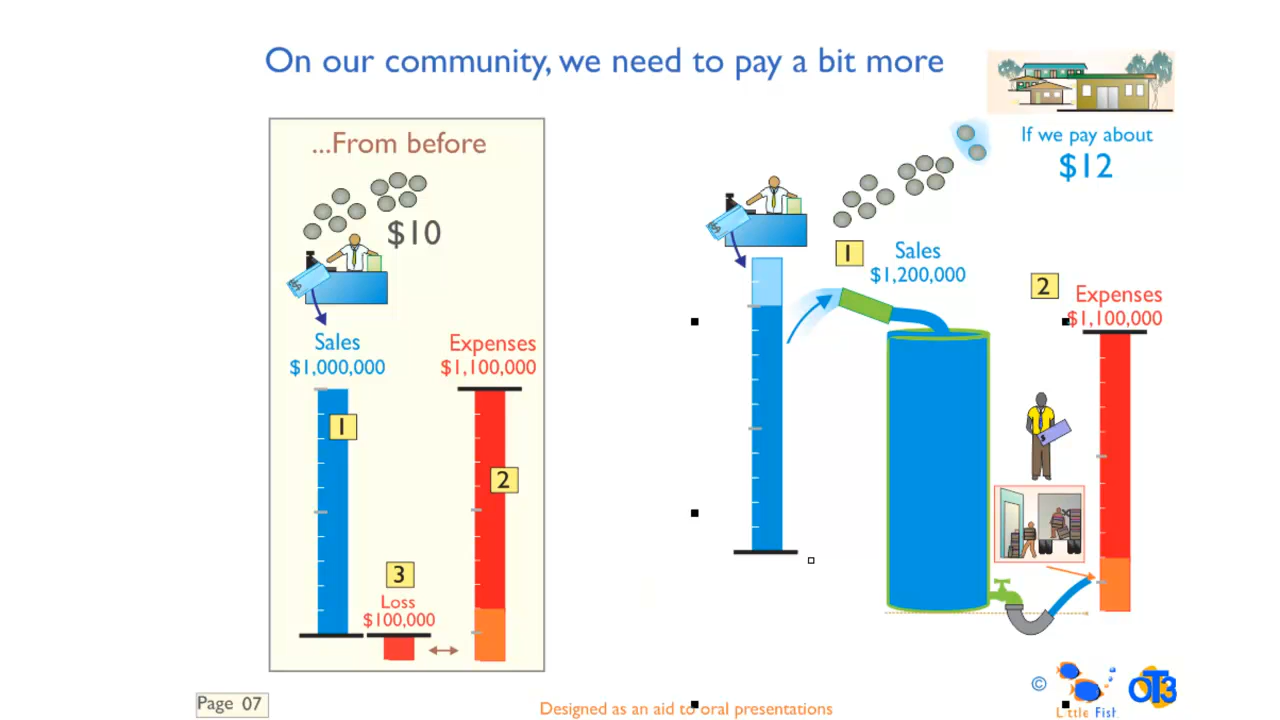 On our community, we need to pay a bit more
...From before
$10
Sales
$1,000,000
Expenses
$1,100,000
1
2
3
Loss
$100,000
If we pay about
$12
1
Sales
$1,200,000
2
Expenses
$1,100,000
Page 07
Designed as an aid to oral presentations
©
Little Fish
OT3